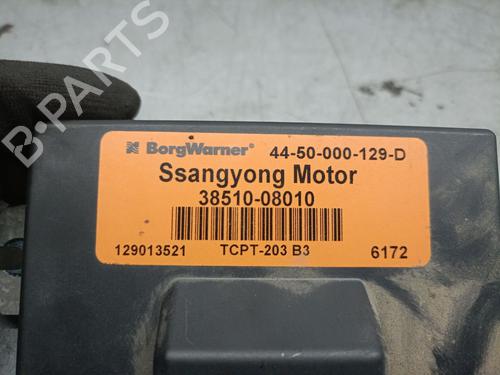 B-PARTS
BorgWarner® 44-50-000-129-D
Ssangyong Motor
38510-08010
129013521 TCPT-203 B3 6172